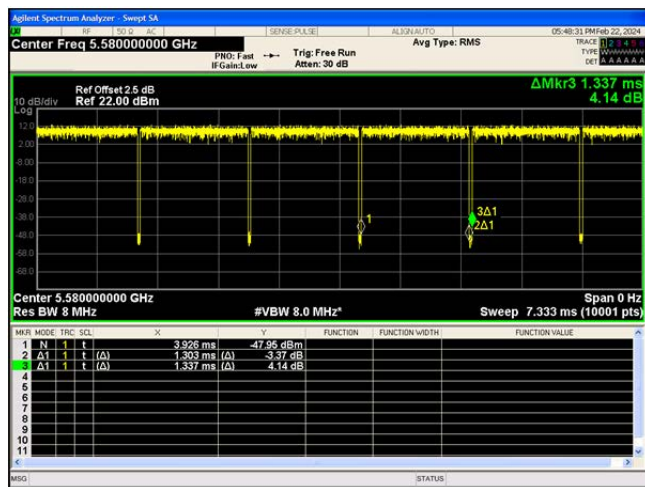 Agilent Spectrum Analyzer - Swept SA
RF 50 Ω AC SENSE:PULSE ALIGN AUTO 05:48:31 PM Feb 22, 2024
Center Freq 5.580000000 GHz Avg Type: RMS TRACE 1 2 3 4 5 6
PNO: Fast Trig: Free Run TYPE
IFGain:Low Atten: 30 dB DET A A A A A A
ΔMkr3 1.337 ms
4.14 dB
Ref Offset 2.5 dB
10 dB/div Ref 22.00 dBm
Log
12.0
2.00
-8.00
-18.0
-28.0
-38.0
-48.0
-58.0
-68.0
1
3Δ1
2Δ1
Center 5.580000000 GHz Span 0 Hz
Res BW 8 MHz #VBW 8.0 MHz* Sweep 7.333 ms (10001 pts)
MKR MODE TRC SCL X Y FUNCTION FUNCTION WIDTH FUNCTION VALUE
1 N 1 t 3.926 ms -47.95 dBm
2 Δ1 1 t (Δ) 1.303 ms (Δ) -3.37 dB
3 Δ1 1 t (Δ) 1.337 ms (Δ) 4.14 dB
4
5
6
7
8
9
10
11
MSG STATUS